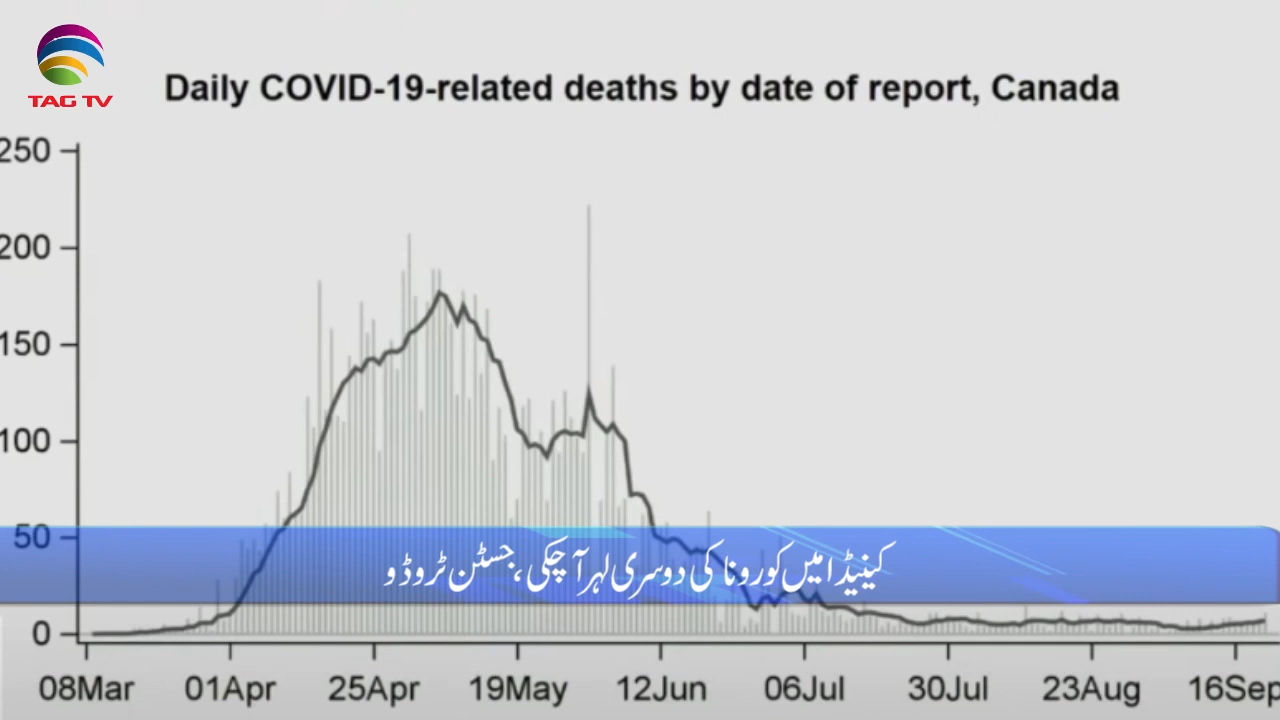 TAG TV
Daily COVID-19-related deaths by date of report, Canada
250
200
150
100
50
0
کینیڈا میں کورونا کی دوسری لہر آ چکی، جسٹن ٹروڈو
08Mar 01Apr 25Apr 19May 12Jun 06Jul 30Jul 23Aug 16Sep